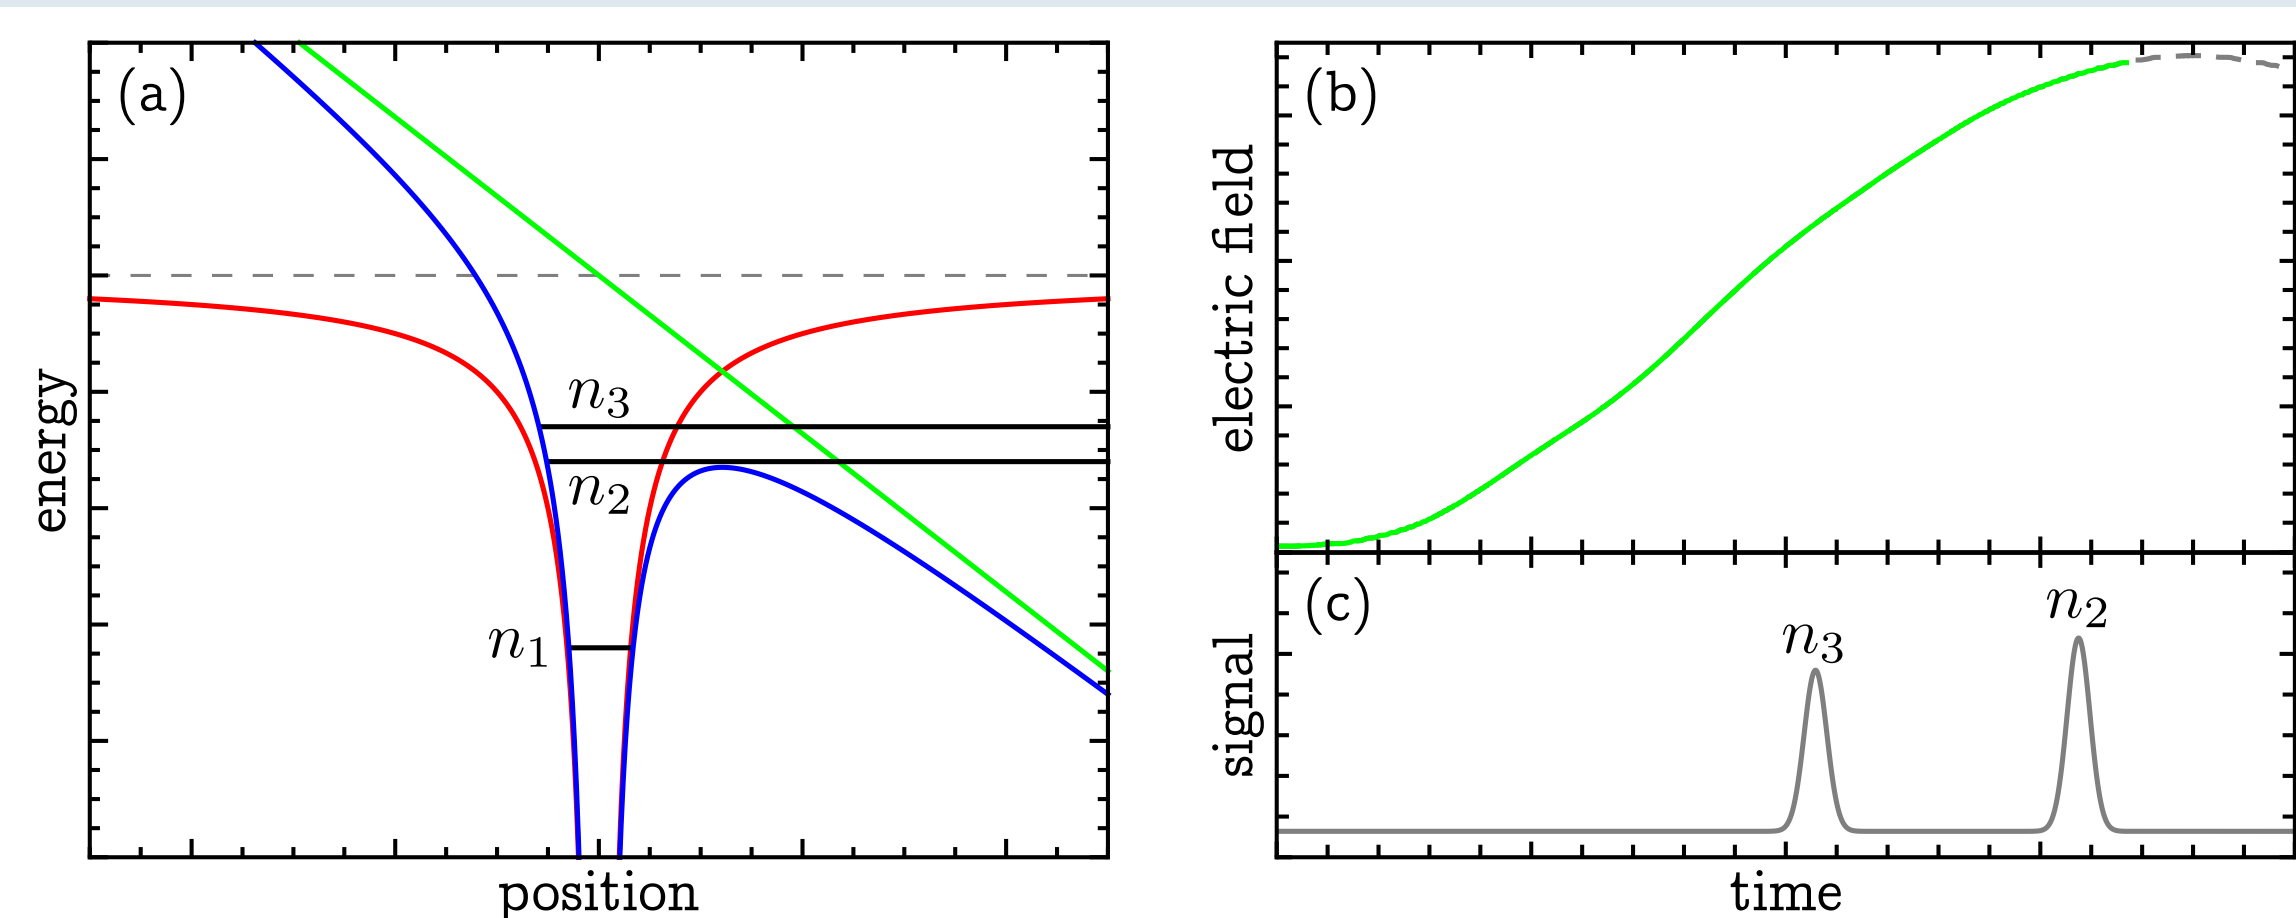 (a)
energy
n3
n2
n1
position
(b)
electric field
(c)
signal
n3
n2
time